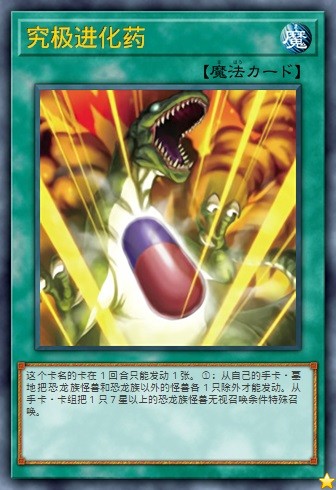 究极进化药
魔
【魔法カード】
这个卡名的卡在1回合只能发动1张。①：从自己的手卡·墓
地把恐龙族怪兽和恐龙族以外的怪兽各1只除外才能发动。从
手卡·卡组把1只7星以上的恐龙族怪兽无视召唤条件特殊召
唤。